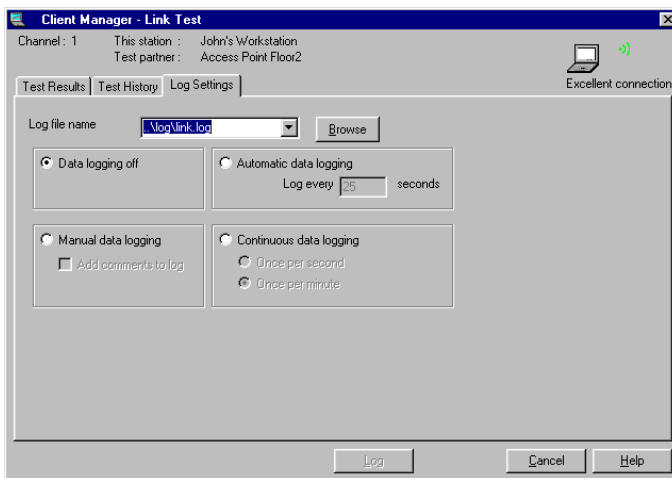 Client Manager - Link Test
Channel: 1 This station : John's Workstation
Test partner: Access Point Floor2
Excellent connection
Test Results Test History Log Settings
Log file name ..\log\link.log Browse
Data logging off Automatic data logging
Log every 25 seconds
Manual data logging Continuous data logging
Add comments to log Once per second
Once per minute
Log Cancel Help